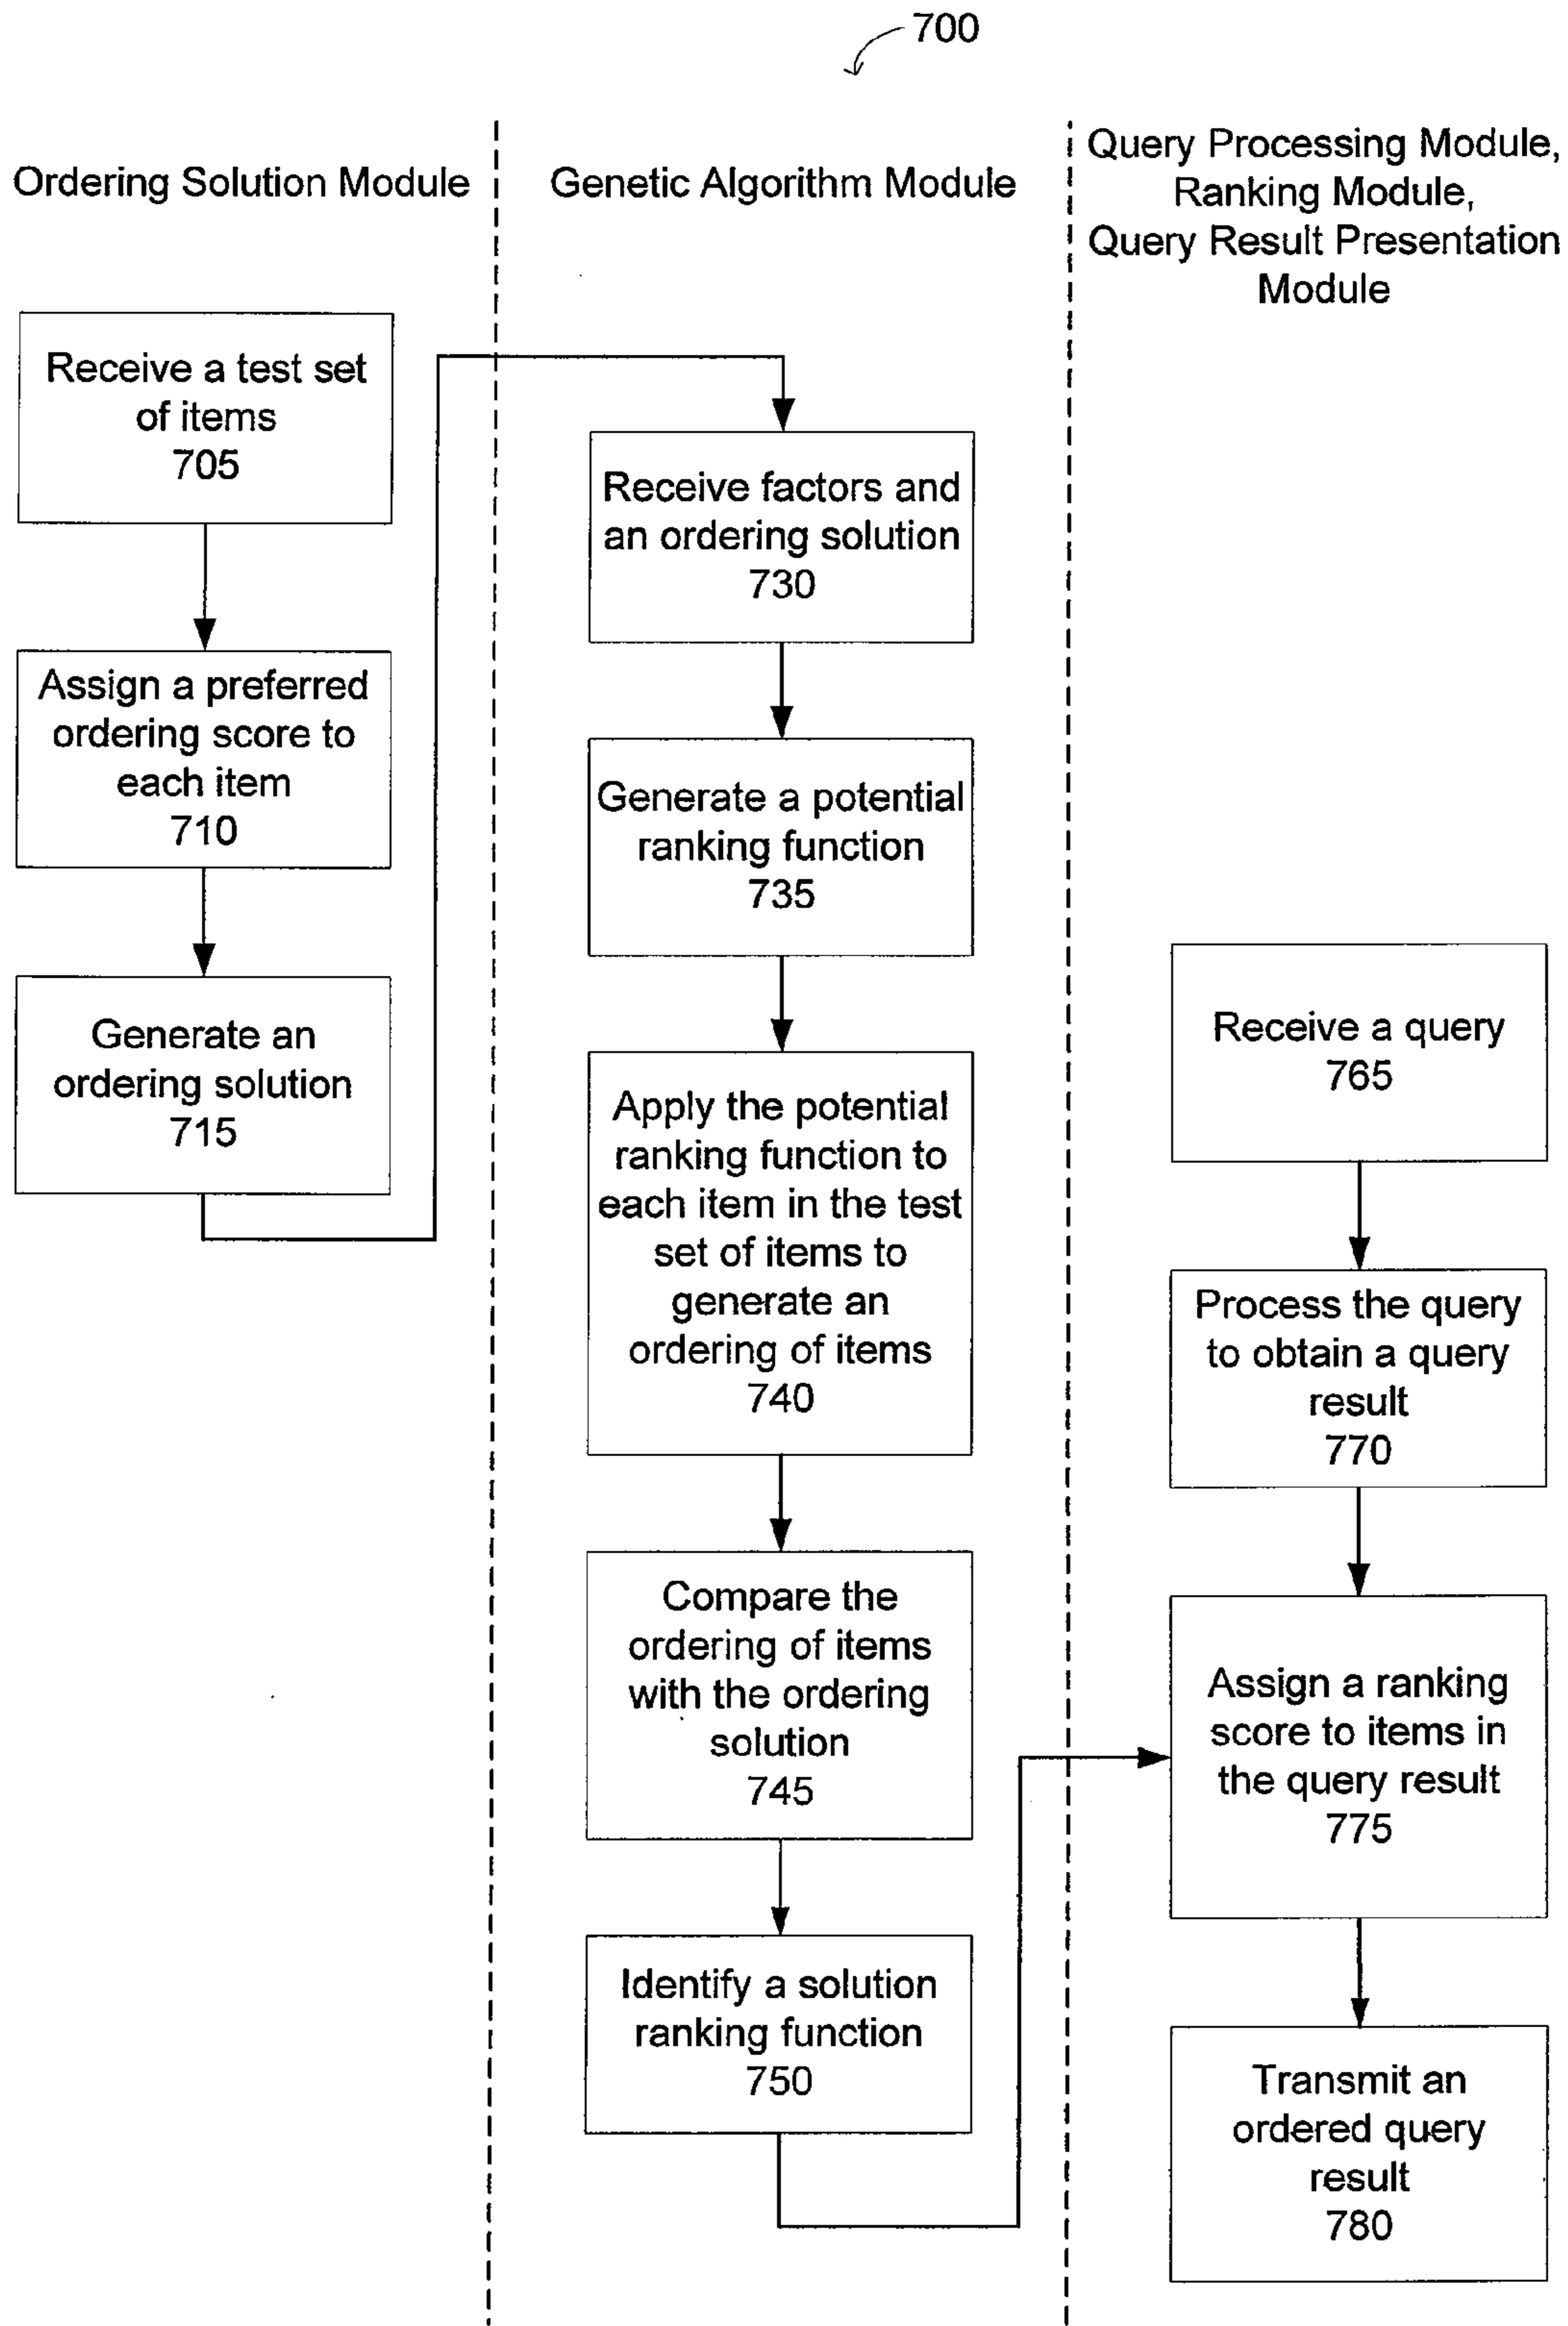 700
Ordering Solution Module
Genetic Algorithm Module
Query Processing Module,
Ranking Module,
Query Result Presentation
Module
Receive a test set
of items
705
Assign a preferred
ordering score to
each item
710
Generate an
ordering solution
715
Receive factors and
an ordering solution
730
Generate a potential
ranking function
735
Apply the potential
ranking function to
each item in the test
set of items to
generate an
ordering of items
740
Compare the
ordering of items
with the ordering
solution
745
Identify a solution
ranking function
750
Receive a query
765
Process the query
to obtain a query
result
770
Assign a ranking
score to items in
the query result
775
Transmit an
ordered query
result
780